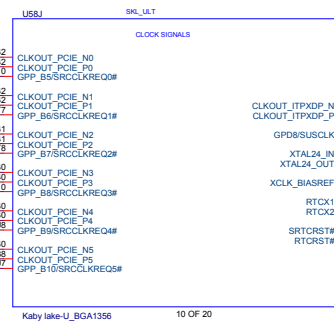 U58J
SKL_ULT
CLOCK SIGNALS
CLKOUT_PCIE_N0
CLKOUT_PCIE_P0
GPP_B5/SRCCLKREQ0#
CLKOUT_PCIE_N1
CLKOUT_PCIE_P1
GPP_B6/SRCCLKREQ1#
CLKOUT_PCIE_N2
CLKOUT_PCIE_P2
GPP_B7/SRCCLKREQ2#
CLKOUT_PCIE_N3
CLKOUT_PCIE_P3
GPP_B8/SRCCLKREQ3#
CLKOUT_PCIE_N4
CLKOUT_PCIE_P4
GPP_B9/SRCCLKREQ4#
CLKOUT_PCIE_N5
CLKOUT_PCIE_P5
GPP_B10/SRCCLKREQ5#
CLKOUT_ITPXDP_N
CLKOUT_ITPXDP_P
GPD8/SUSCLK
XTAL24_IN
XTAL24_OUT
XCLK_BIASREF
RTCX1
RTCX2
SRTCRST#
RTCRST#
Kaby lake-U_BGA1356
10 OF 20